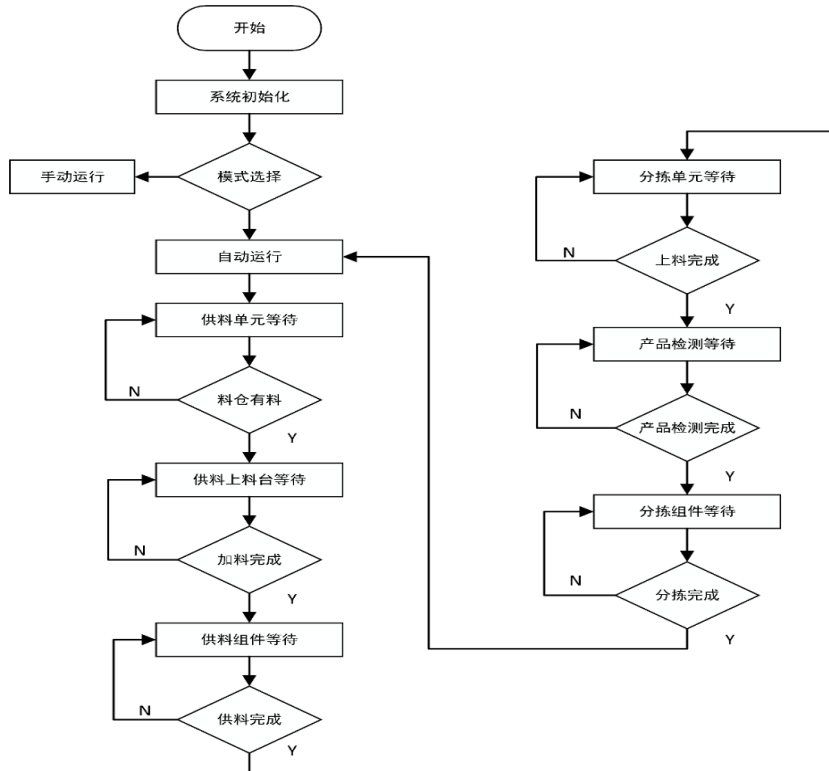 开始
系统初始化
模式选择
手动运行
自动运行
供料单元等待
料仓有料
N
Y
供料上料台等待
加料完成
N
Y
供料组件等待
供料完成
N
Y
分拣单元等待
上料完成
N
Y
产品检测等待
产品检测完成
N
Y
分拣组件等待
分拣完成
N
Y